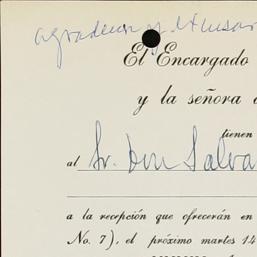 agradecer y excusar
El Encargado
y la señora
tienen
al Sr. Don Salva
a la recepción que ofrecerán en
No. 7), el próximo martes 14